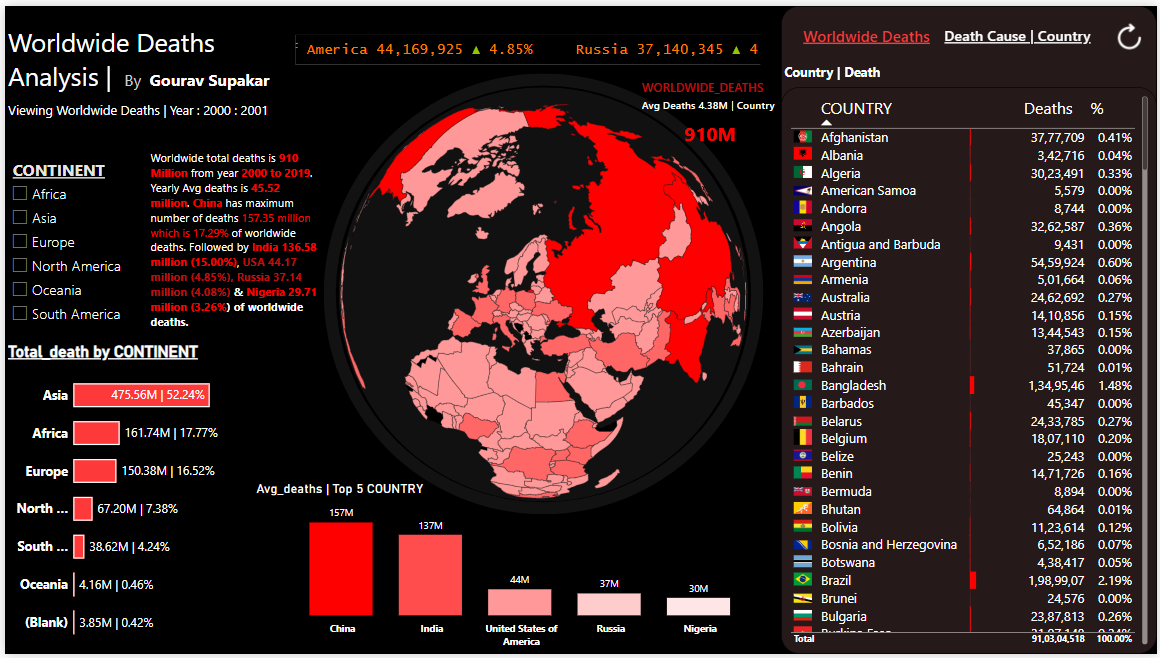 Worldwide Deaths
Analysis | By Gourav Supakar
Viewing Worldwide Deaths | Year : 2000 : 2001
America 44,169,925 ▲ 4.85% Russia 37,140,345 ▲ 4
WORLDWIDE_DEATHS
Avg Deaths 4.38M | Country
910M
CONTINENT
Africa
Asia
Europe
North America
Oceania
South America
Worldwide total deaths is 910
Million from year 2000 to 2019.
Yearly Avg deaths is 45.52
million. China has maximum
number of deaths 157.35 million
which is 17.29% of worldwide
deaths. Followed by India 136.58
million (15.00%), USA 44.17
million (4.85%), Russia 37.14
million (4.08%) & Nigeria 29.71
million (3.26%) of worldwide
deaths.
Total_death by CONTINENT
Asia 475.56M | 52.24%
Africa 161.74M | 17.77%
Europe 150.38M | 16.52%
North ... 67.20M | 7.38%
South ... 38.62M | 4.24%
Oceania 4.16M | 0.46%
(Blank) 3.85M | 0.42%
Avg_deaths | Top 5 COUNTRY
157M
137M
44M
37M
30M
China
India
United States of
America
Russia
Nigeria
Worldwide Deaths Death Cause | Country
Country | Death
COUNTRY Deaths %
Afghanistan 37,77,709 0.41%
Albania 3,42,716 0.04%
Algeria 30,23,491 0.33%
American Samoa 5,579 0.00%
Andorra 8,744 0.00%
Angola 32,62,587 0.36%
Antigua and Barbuda 9,431 0.00%
Argentina 54,59,924 0.60%
Armenia 5,01,664 0.06%
Australia 24,62,692 0.27%
Austria 14,10,856 0.15%
Azerbaijan 13,44,543 0.15%
Bahamas 37,865 0.00%
Bahrain 51,724 0.01%
Bangladesh 1,34,95,46 1.48%
Barbados 45,347 0.00%
Belarus 24,33,785 0.27%
Belgium 18,07,110 0.20%
Belize 25,243 0.00%
Benin 14,71,726 0.16%
Bermuda 8,894 0.00%
Bhutan 64,864 0.01%
Bolivia 11,23,614 0.12%
Bosnia and Herzegovina 6,52,186 0.07%
Botswana 4,38,417 0.05%
Brazil 1,98,99,07 2.19%
Brunei 24,576 0.00%
Bulgaria 23,87,813 0.26%
Total 91,03,04,518 100.00%